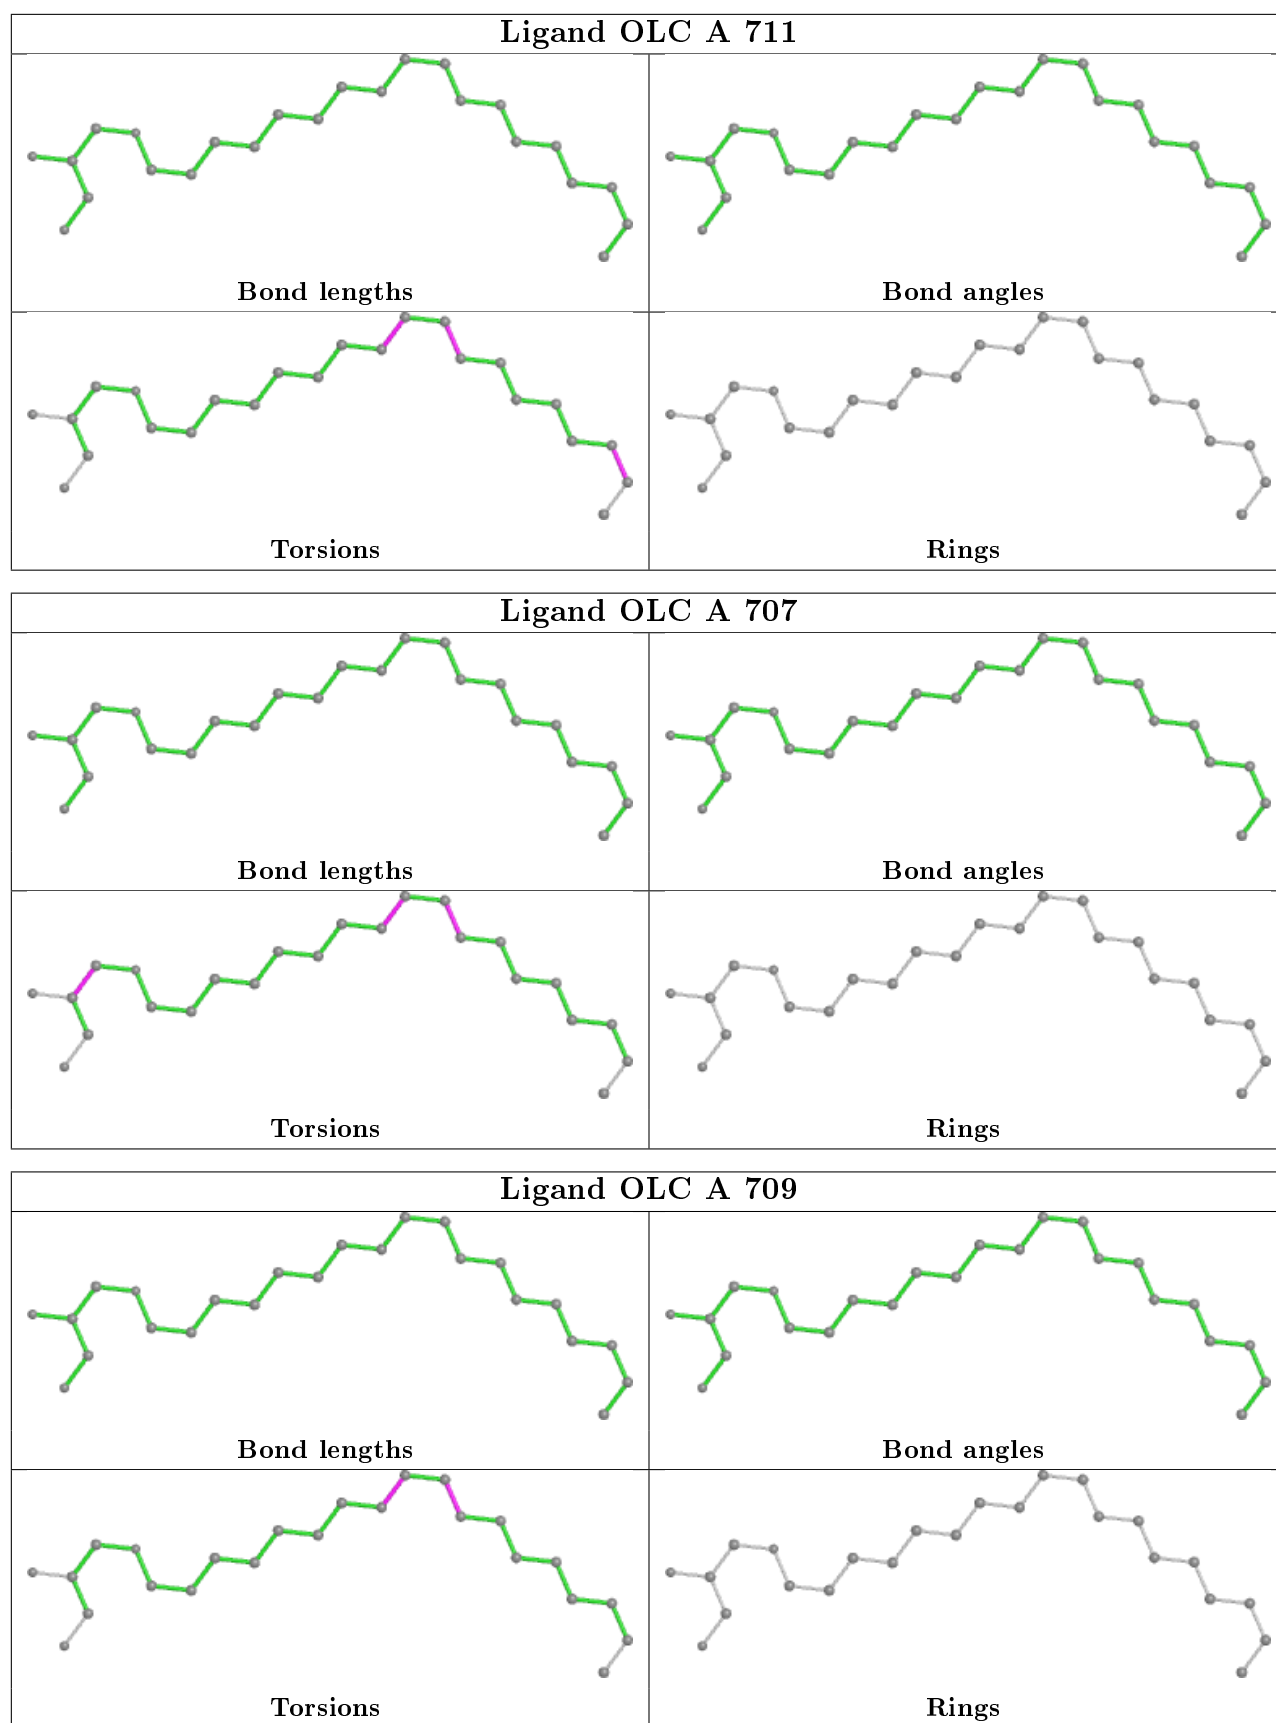 Ligand OLC A 711
Bond lengths
Bond angles
Torsions
Rings
Ligand OLC A 707
Bond lengths
Bond angles
Torsions
Rings
Ligand OLC A 709
Bond lengths
Bond angles
Torsions
Rings